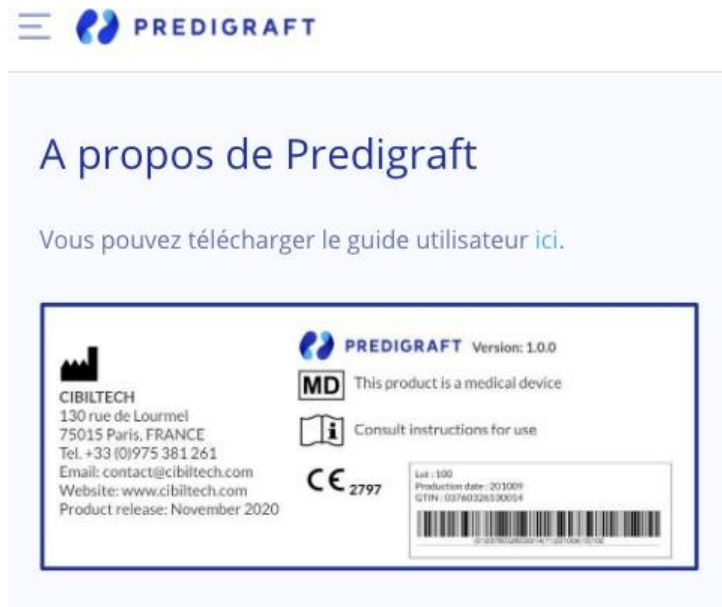 PREDIGRAFT
A propos de Predigraft
Vous pouvez télécharger le guide utilisateur ici.
CIBILTECH
130 rue de Lourmel
75015 Paris, FRANCE
Tel. +33 (0)975 381 261
Email: contact@cibiltech.com
Website: www.cibiltech.com
Product release: November 2020
PREDIGRAFT Version: 1.0.0
MD This product is a medical device
i Consult instructions for use
CE 2797
Lot : 100
Production date : 201009
GTIN : 03760326530014